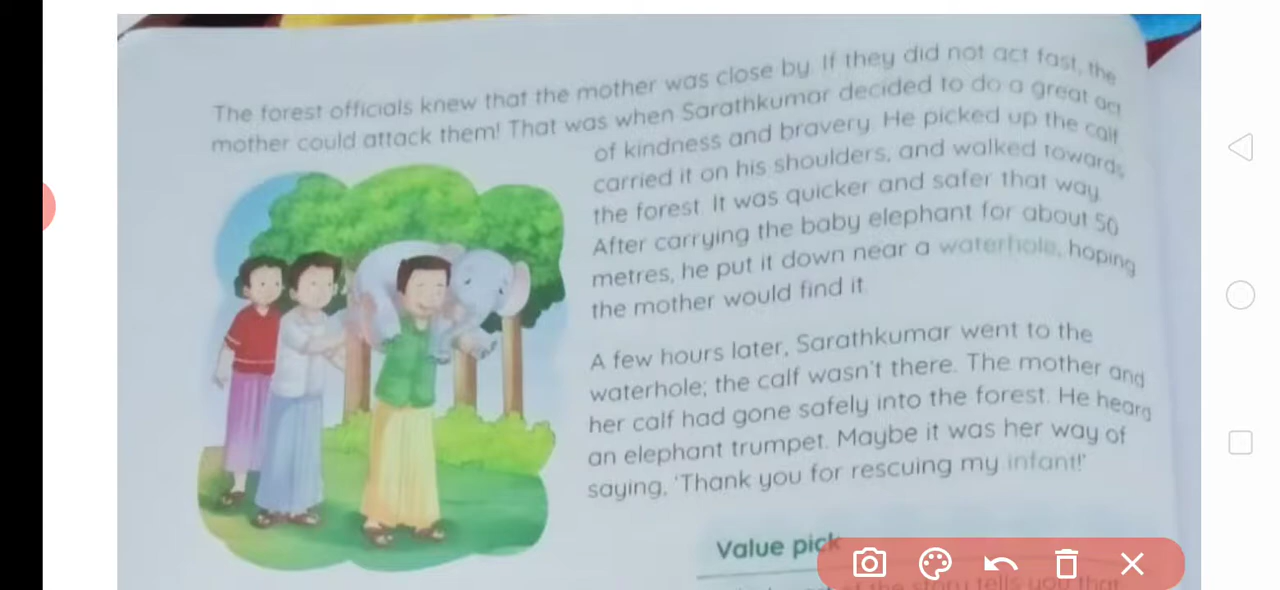 The forest officials knew that the mother was close by. If they did not act fast, the
mother could attack them! That was when Sarathkumar decided to do a great act
of kindness and bravery. He picked up the calf,
carried it on his shoulders, and walked towards
the forest. It was quicker and safer that way.
After carrying the baby elephant for about 50
metres, he put it down near a waterhole, hoping
the mother would find it.
A few hours later, Sarathkumar went to the
waterhole; the calf wasn't there. The mother and
her calf had gone safely into the forest. He heard
an elephant trumpet. Maybe it was her way of
saying, 'Thank you for rescuing my infant!'
Value pick
of the story tells you that